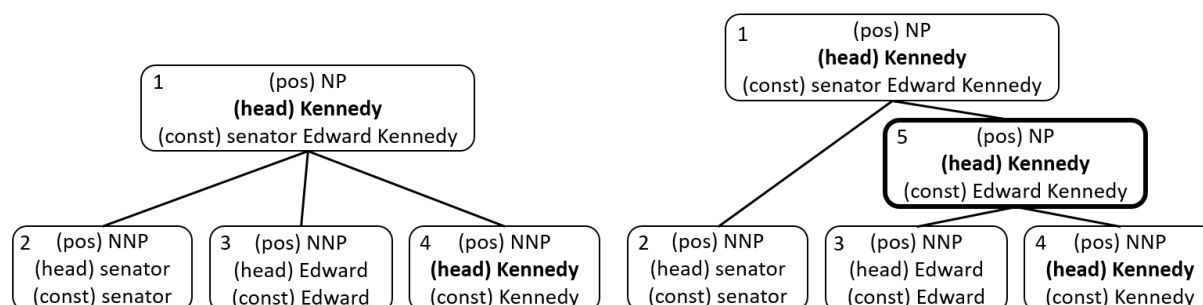 1 (pos) NP
(head) Kennedy
(const) senator Edward Kennedy
2 (pos) NNP
(head) senator
(const) senator
3 (pos) NNP
(head) Edward
(const) Edward
4 (pos) NNP
(head) Kennedy
(const) Kennedy
1 (pos) NP
(head) Kennedy
(const) senator Edward Kennedy
5 (pos) NP
(head) Kennedy
(const) Edward Kennedy
2 (pos) NNP
(head) senator
(const) senator
3 (pos) NNP
(head) Edward
(const) Edward
4 (pos) NNP
(head) Kennedy
(const) Kennedy